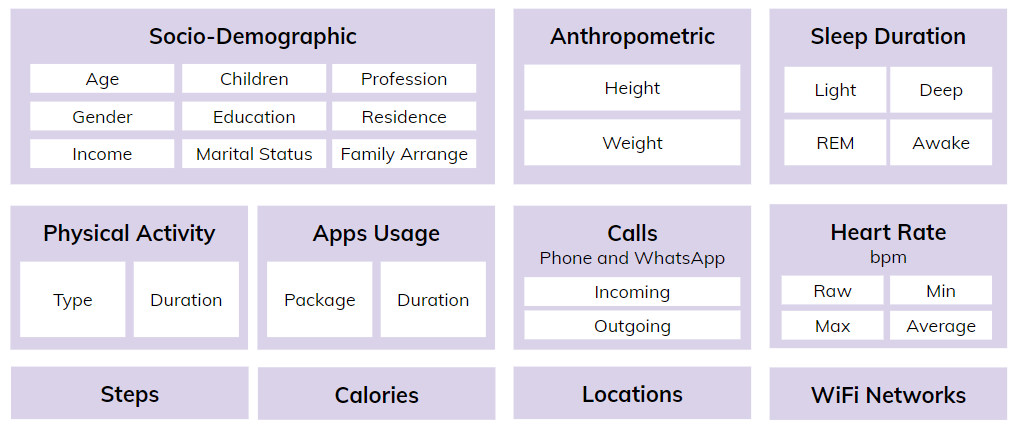 Socio-Demographic
Age
Children
Profession
Gender
Education
Residence
Income
Marital Status
Family Arrange
Anthropometric
Height
Weight
Sleep Duration
Light
Deep
REM
Awake
Physical Activity
Type
Duration
Apps Usage
Package
Duration
Calls
Phone and WhatsApp
Incoming
Outgoing
Heart Rate
bpm
Raw
Min
Max
Average
Steps
Calories
Locations
WiFi Networks